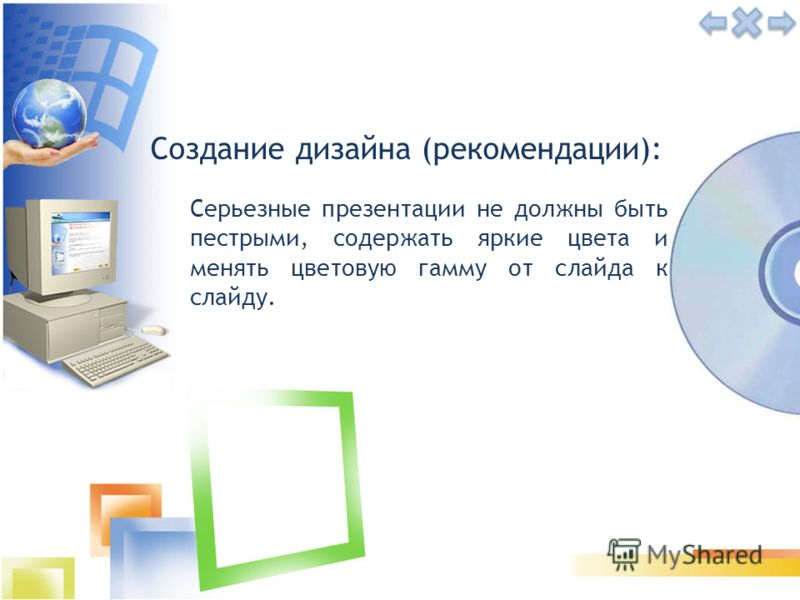 Создание дизайна (рекомендации):
Серьезные презентации не должны быть
пестрыми, содержать яркие цвета и
менять цветовую гамму от слайда к
слайду.
MyShared